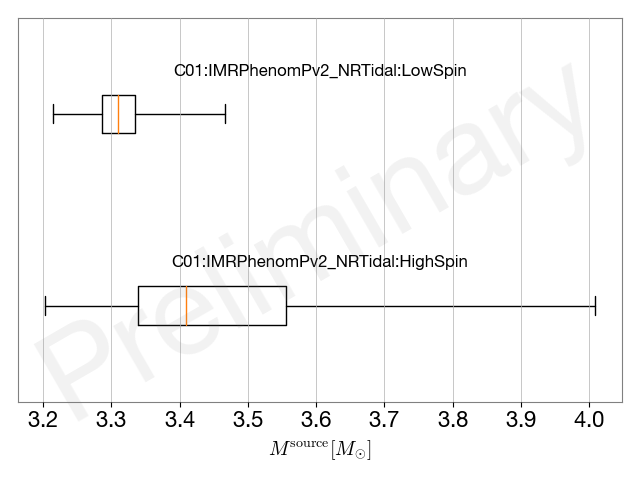 C01:IMRPhenomPv2_NRTidal:LowSpin
Preliminary
C01:IMRPhenomPv2_NRTidal:HighSpin
3.2 3.3 3.4 3.5 3.6 3.7 3.8 3.9 4.0
M^source [M_⊙]